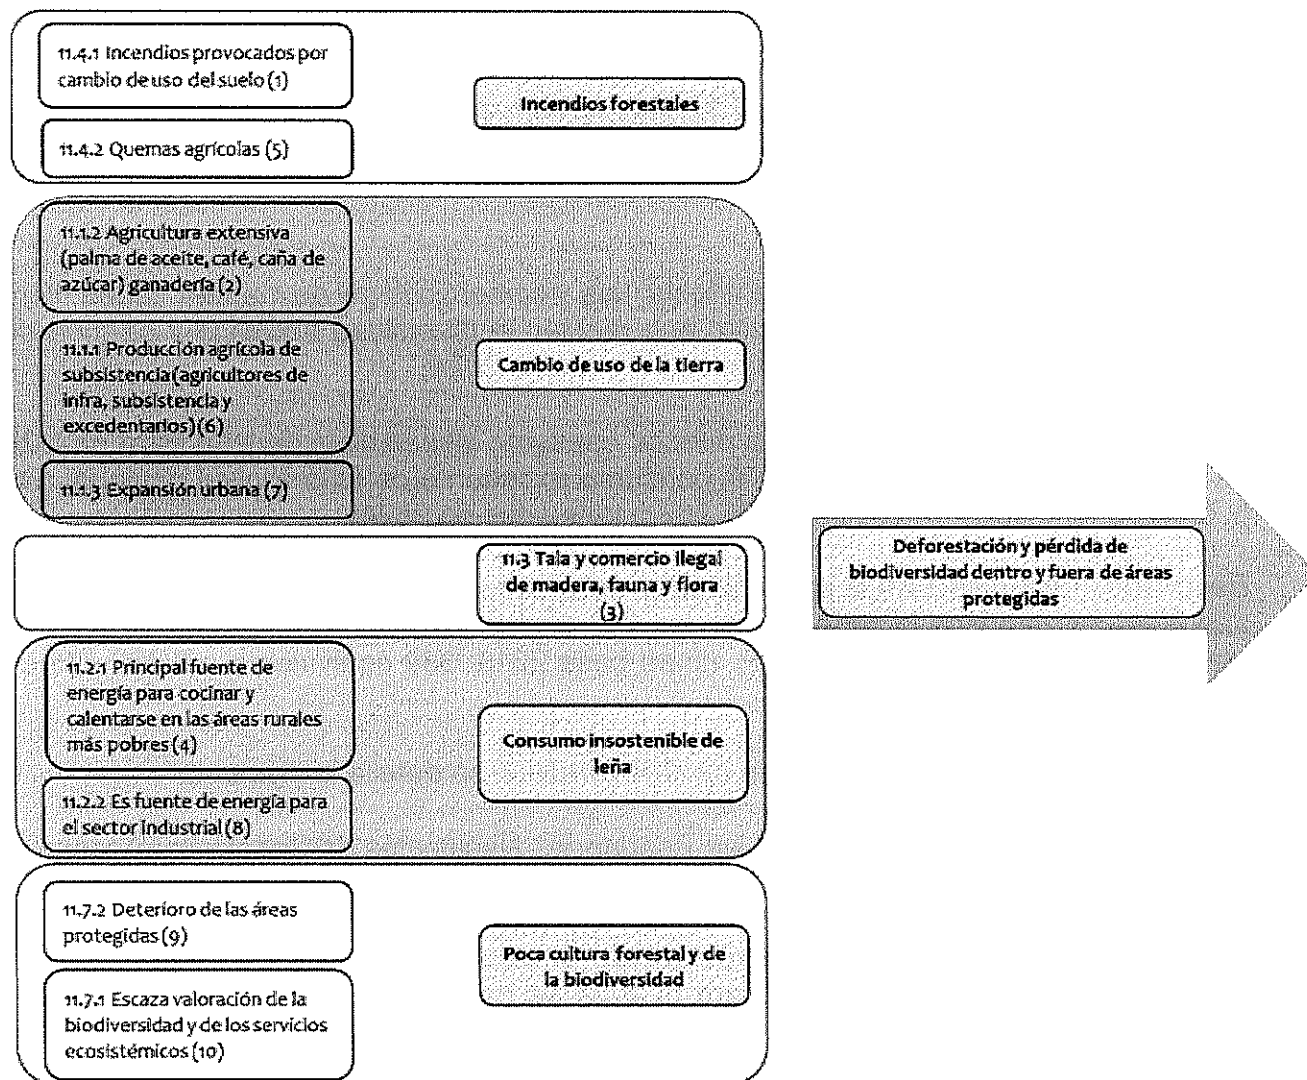 11.4.1 Incendios provocados por
cambio de uso del suelo (1)
Incendios forestales
11.4.2 Quemas agrícolas (5)
11.1.2 Agricultura extensiva
(palma de aceite, café, caña de
azúcar) ganadería (2)
11.1.1 Producción agrícola de
subsistencia (agricultores de
infra, subsistencia y
excedentarios) (6)
Cambio de uso de la tierra
11.1.3 Expansión urbana (7)
11.3 Tala y comercio ilegal
de madera, fauna y flora
(3)
11.2.1 Principal fuente de
energía para cocinar y
calentarse en las áreas rurales
más pobres (4)
Consumo insostenible de
leña
11.2.2 Es fuente de energía para
el sector industrial (8)
11.7.2 Deterioro de las áreas
protegidas (9)
Poca cultura forestal y de
la biodiversidad
11.7.1 Escaza valoración de la
biodiversidad y de los servicios
ecosistémicos (10)
Deforestación y pérdida de
biodiversidad dentro y fuera de áreas
protegidas